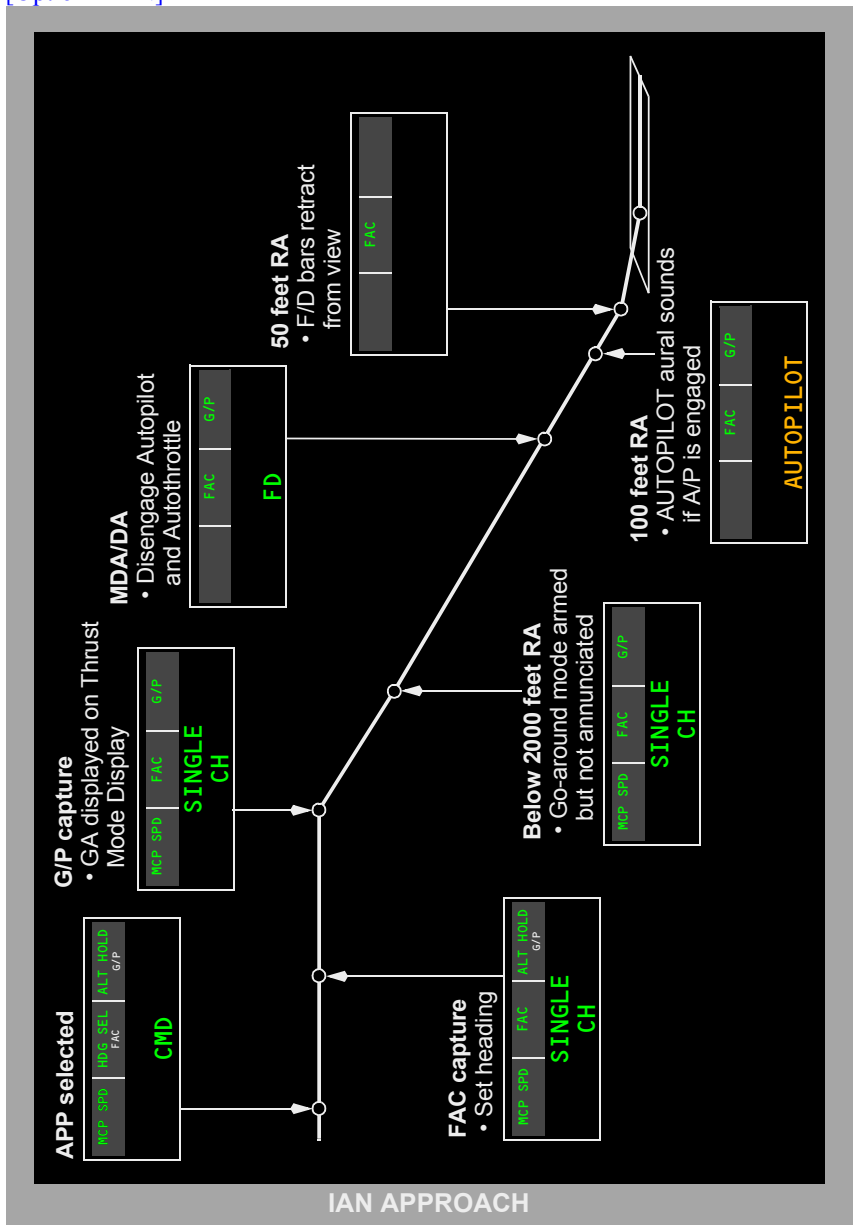 APP selected
MCP SPD HDG SEL ALT HOLD
FAC G/P
CMD
FAC capture
• Set heading
MCP SPD FAC ALT HOLD
G/P
SINGLE
CH
G/P capture
• GA displayed on Thrust
Mode Display
MCP SPD FAC G/P
SINGLE
CH
Below 2000 feet RA
• Go-around mode armed
but not annunciated
MCP SPD FAC G/P
SINGLE
CH
MDA/DA
• Disengage Autopilot
and Autothrottle
FAC G/P
FD
100 feet RA
• AUTOPILOT aural sounds
if A/P is engaged
FAC G/P
AUTOPILOT
50 feet RA
• F/D bars retract
from view
FAC
IAN APPROACH